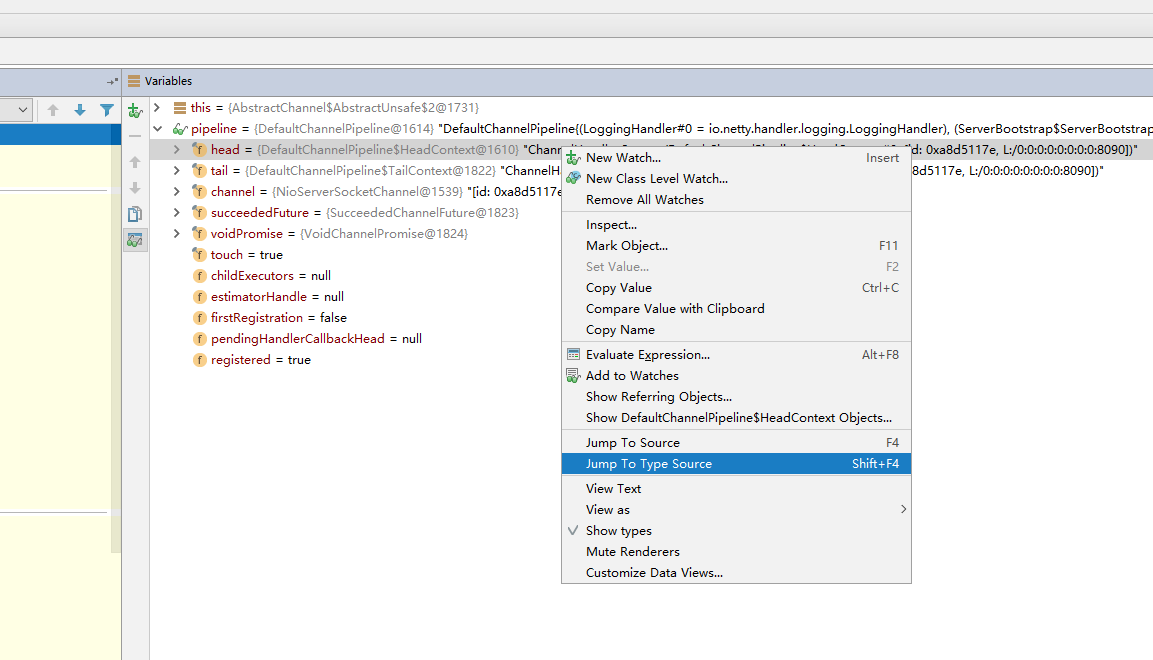 Variables
this = {AbstractChannel$AbstractUnsafe$2@1731}
pipeline = {DefaultChannelPipeline@1614} "DefaultChannelPipeline{(LoggingHandler#0 = io.netty.handler.logging.LoggingHandler), (ServerBootstrap$ServerBootstrap
head = {DefaultChannelPipeline$HeadContext@1610} "Chann id: 0xa8d5117e, L:/0:0:0:0:0:0:0:0:8090])"
tail = {DefaultChannelPipeline$TailContext@1822} "ChannelH 8d5117e, L:/0:0:0:0:0:0:0:0:8090])"
channel = {NioServerSocketChannel@1539} "[id: 0xa8d5117e
succeededFuture = {SucceededChannelFuture@1823}
voidPromise = {VoidChannelPromise@1824}
touch = true
childExecutors = null
estimatorHandle = null
firstRegistration = false
pendingHandlerCallbackHead = null
registered = true
New Watch... Insert
New Class Level Watch...
Remove All Watches
Inspect...
Mark Object... F11
Set Value... F2
Copy Value Ctrl+C
Compare Value with Clipboard
Copy Name
Evaluate Expression... Alt+F8
Add to Watches
Show Referring Objects...
Show DefaultChannelPipeline$HeadContext Objects...
Jump To Source F4
Jump To Type Source Shift+F4
View Text
View as
Show types
Mute Renderers
Customize Data Views...